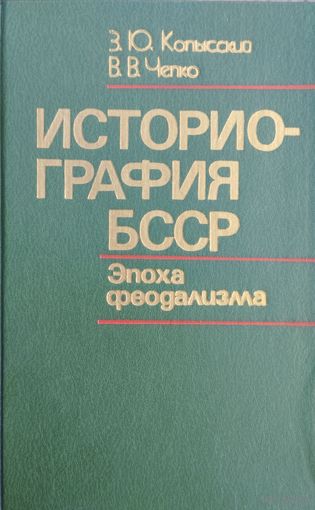 З. Ю. Копысский
В. В. Чепко
ИСТОРИО-
ГРАФИЯ
БССР
Эпоха
феодализма